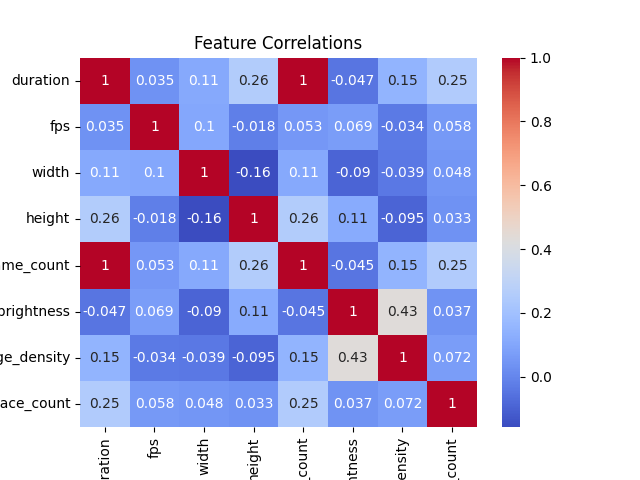 Feature Correlations
duration 1 0.035 0.11 0.26 1 -0.047 0.15 0.25
fps 0.035 1 0.1 -0.018 0.053 0.069 -0.034 0.058
width 0.11 0.1 1 -0.16 0.11 -0.09 -0.039 0.048
height 0.26 -0.018 -0.16 1 0.26 0.11 -0.095 0.033
me_count 1 0.053 0.11 0.26 1 -0.045 0.15 0.25
brightness -0.047 0.069 -0.09 0.11 -0.045 1 0.43 0.037
ge_density 0.15 -0.034 -0.039 -0.095 0.15 0.43 1 0.072
ace_count 0.25 0.058 0.048 0.033 0.25 0.037 0.072 1
ration
fps
width
height
_count
htness
ensity
_count
1.0
0.8
0.6
0.4
0.2
0.0